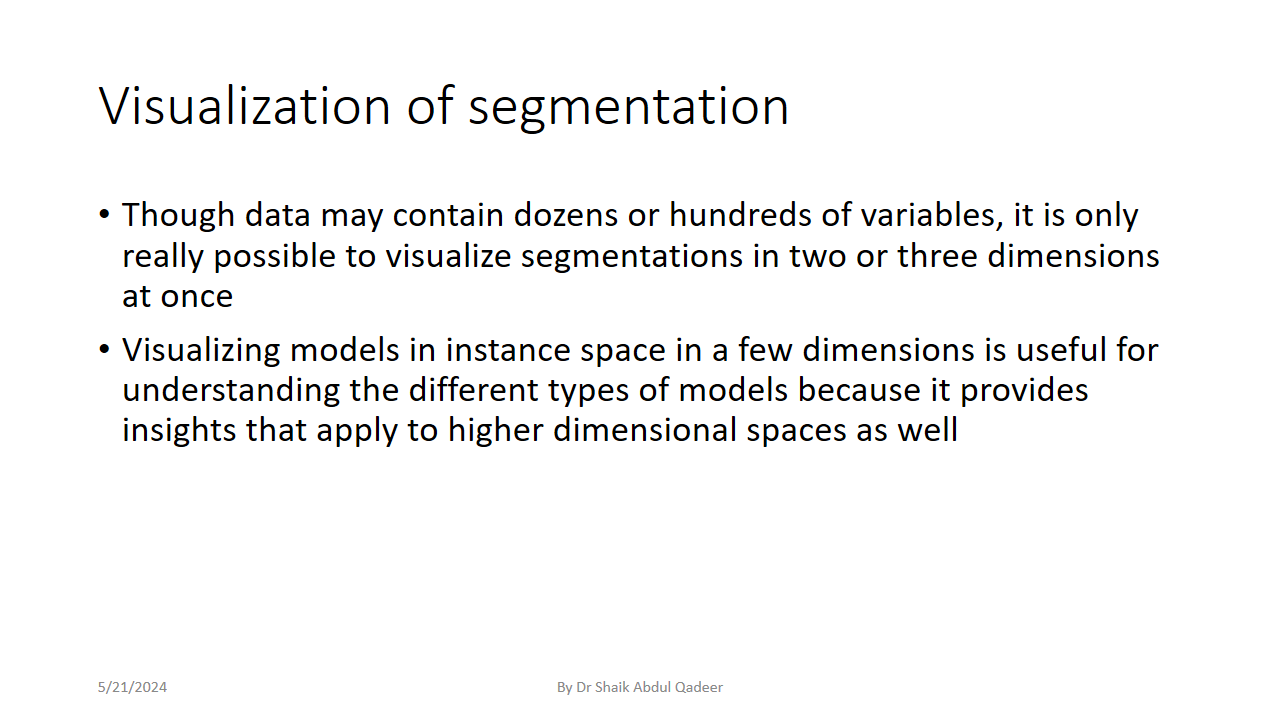 Visualization of segmentation
• Though data may contain dozens or hundreds of variables, it is only
really possible to visualize segmentations in two or three dimensions
at once
• Visualizing models in instance space in a few dimensions is useful for
understanding the different types of models because it provides
insights that apply to higher dimensional spaces as well
5/21/2024
By Dr Shaik Abdul Qadeer